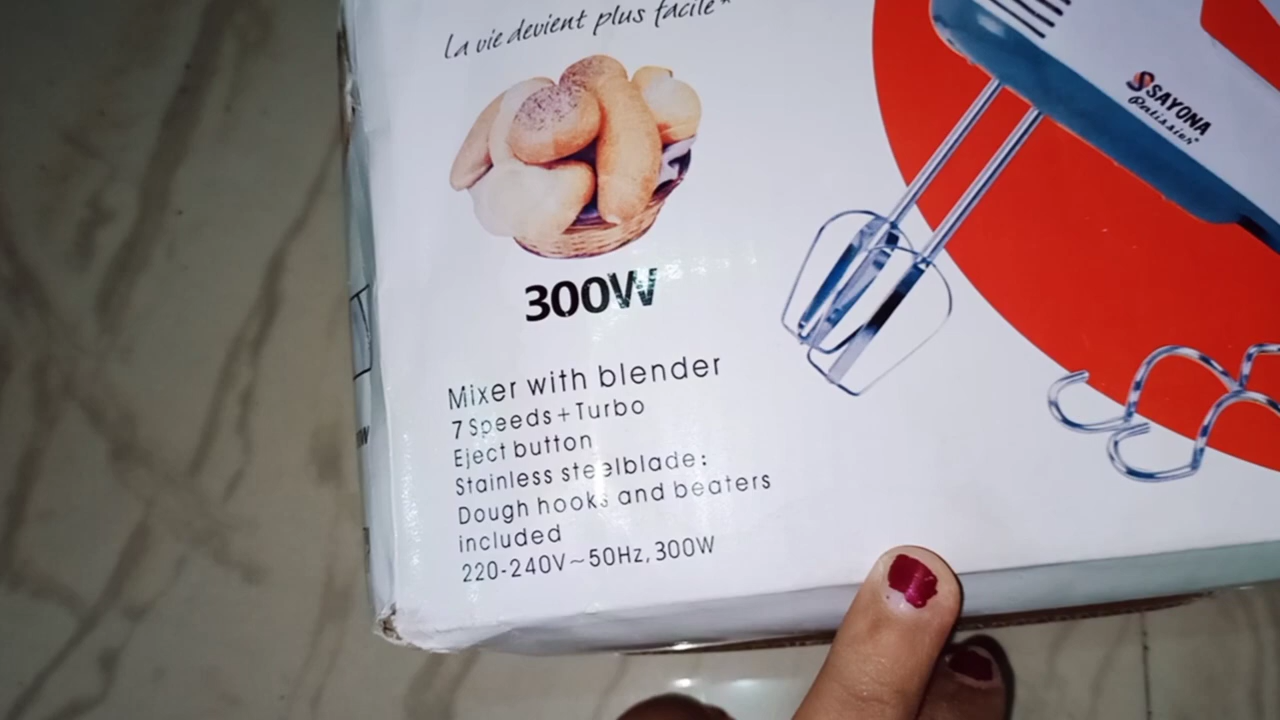 La vie devient plus facile*
SAYONA
Patissier*
300W
Mixer with blender
7 Speeds+Turbo
Eject button
Stainless steelblade:
Dough hooks and beaters
included
220-240V~50Hz, 300W